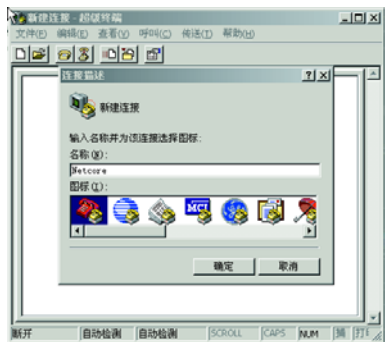 新建连接 - 超级终端
文件(F) 编辑(E) 查看(V) 呼叫(C) 传送(T) 帮助(H)
连接描述
新建连接
输入名称并为该连接选择图标:
名称(N):
Netcore
图标(I):
MCI
确定 取消
断开 自动检测 自动检测 SCROLL CAPS NUM 捕 打